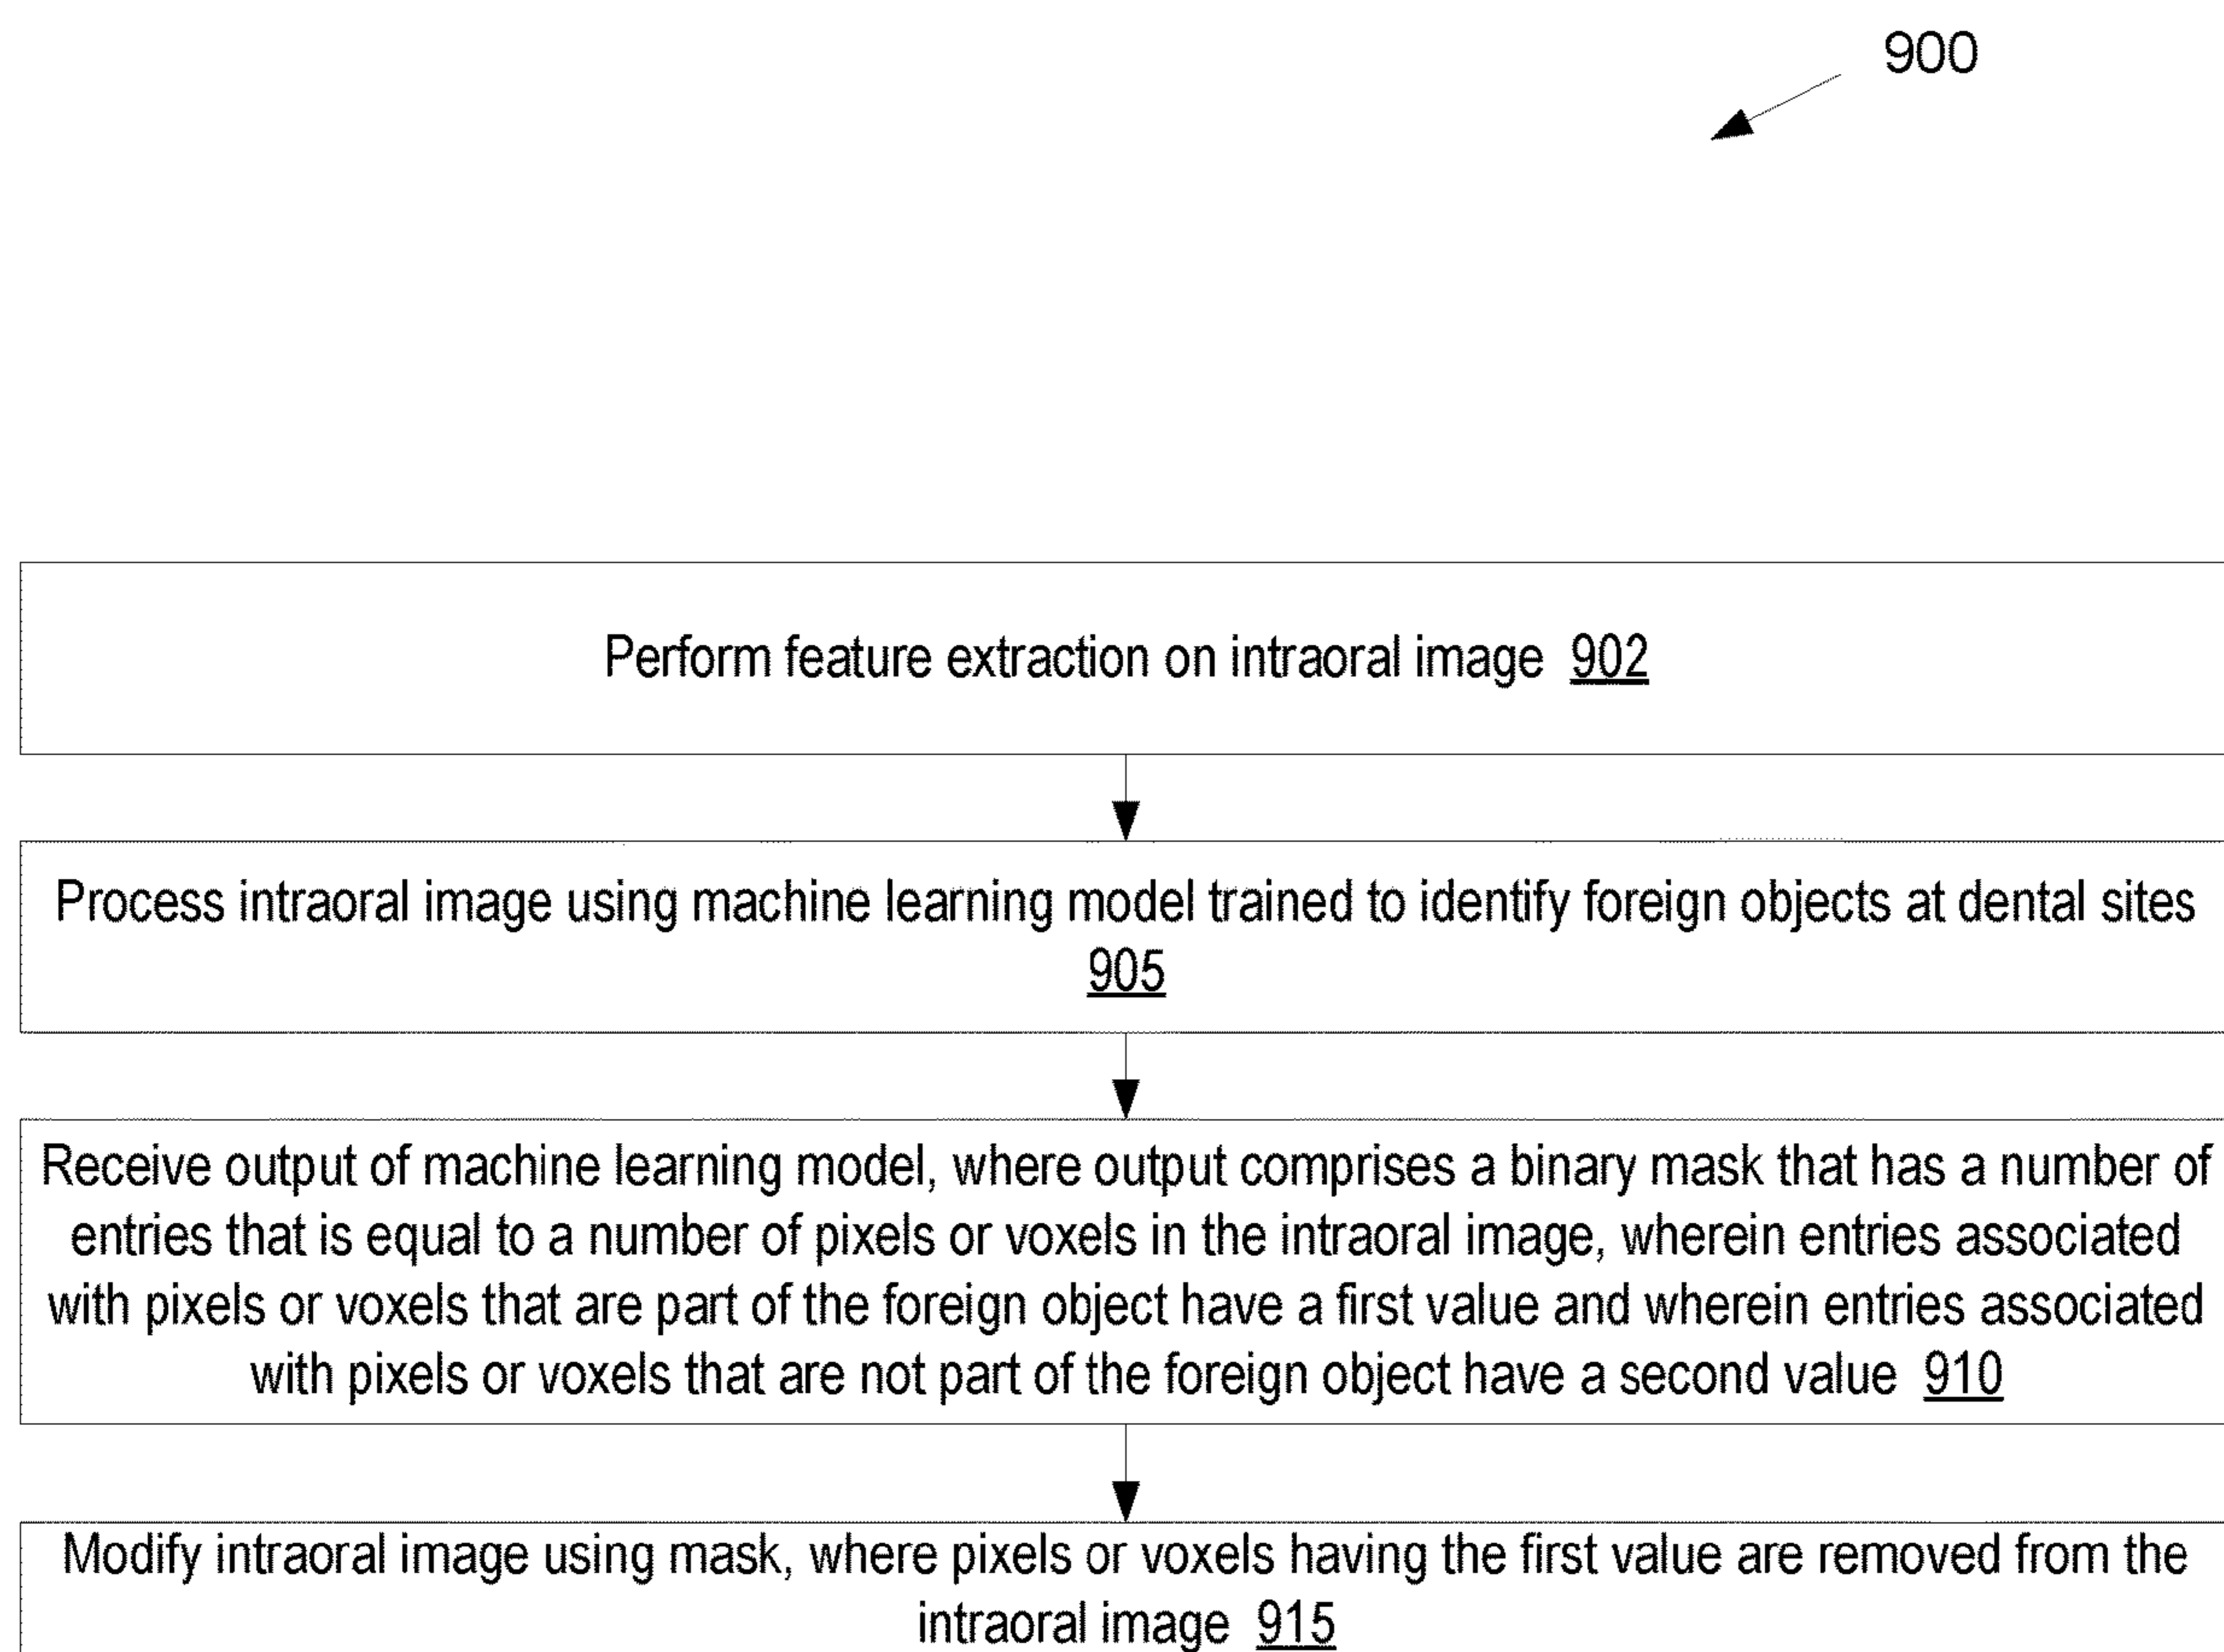 900
Perform feature extraction on intraoral image 902
Process intraoral image using machine learning model trained to identify foreign objects at dental sites
905
Receive output of machine learning model, where output comprises a binary mask that has a number of
entries that is equal to a number of pixels or voxels in the intraoral image, wherein entries associated
with pixels or voxels that are part of the foreign object have a first value and wherein entries associated
with pixels or voxels that are not part of the foreign object have a second value 910
Modify intraoral image using mask, where pixels or voxels having the first value are removed from the
intraoral image 915